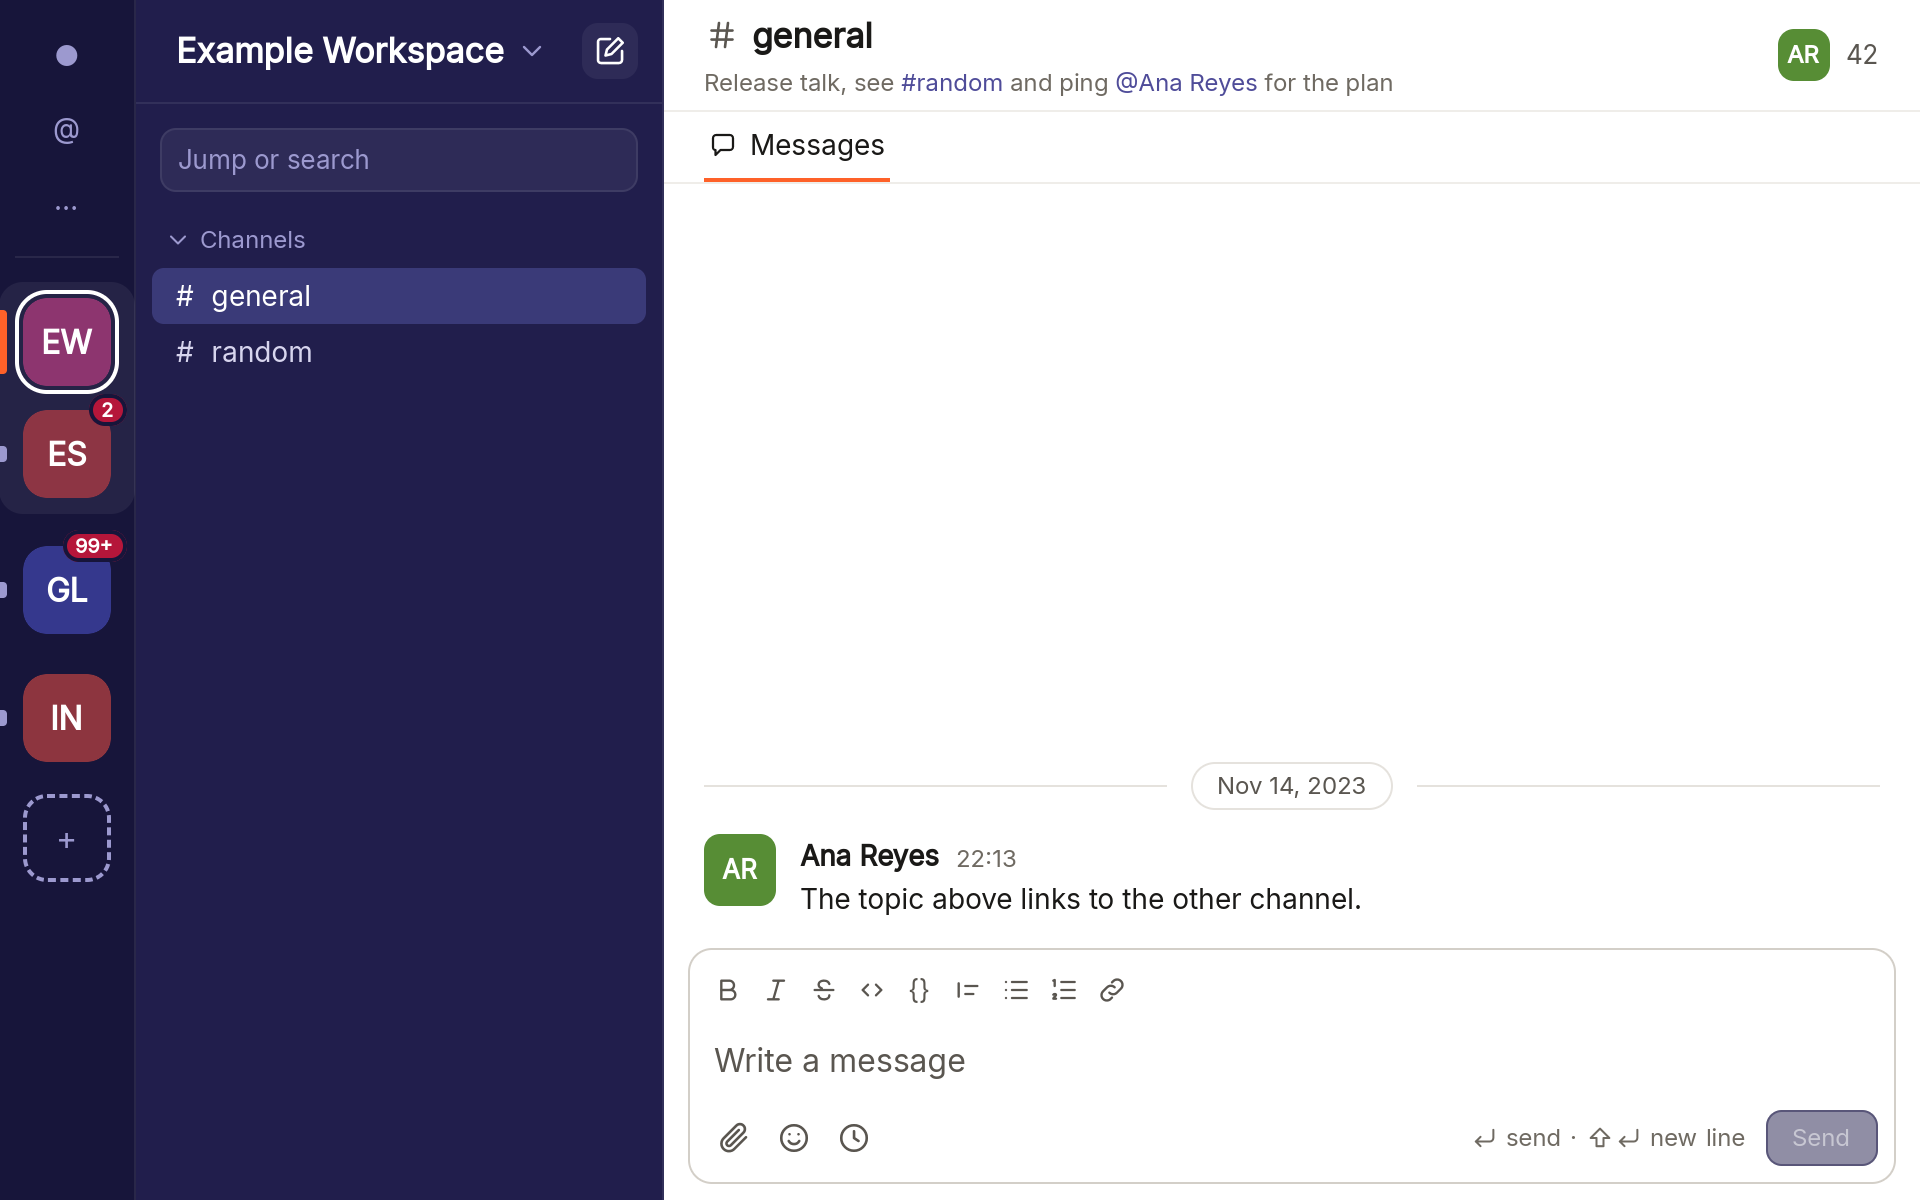 @
...
EW
2
ES
99+
GL
IN
+
Example Workspace
Jump or search
Channels
# general
# random
# general
Release talk, see #random and ping @Ana Reyes for the plan
AR 42
Messages
Nov 14, 2023
AR
Ana Reyes 22:13
The topic above links to the other channel.
Write a message
send · new line
Send